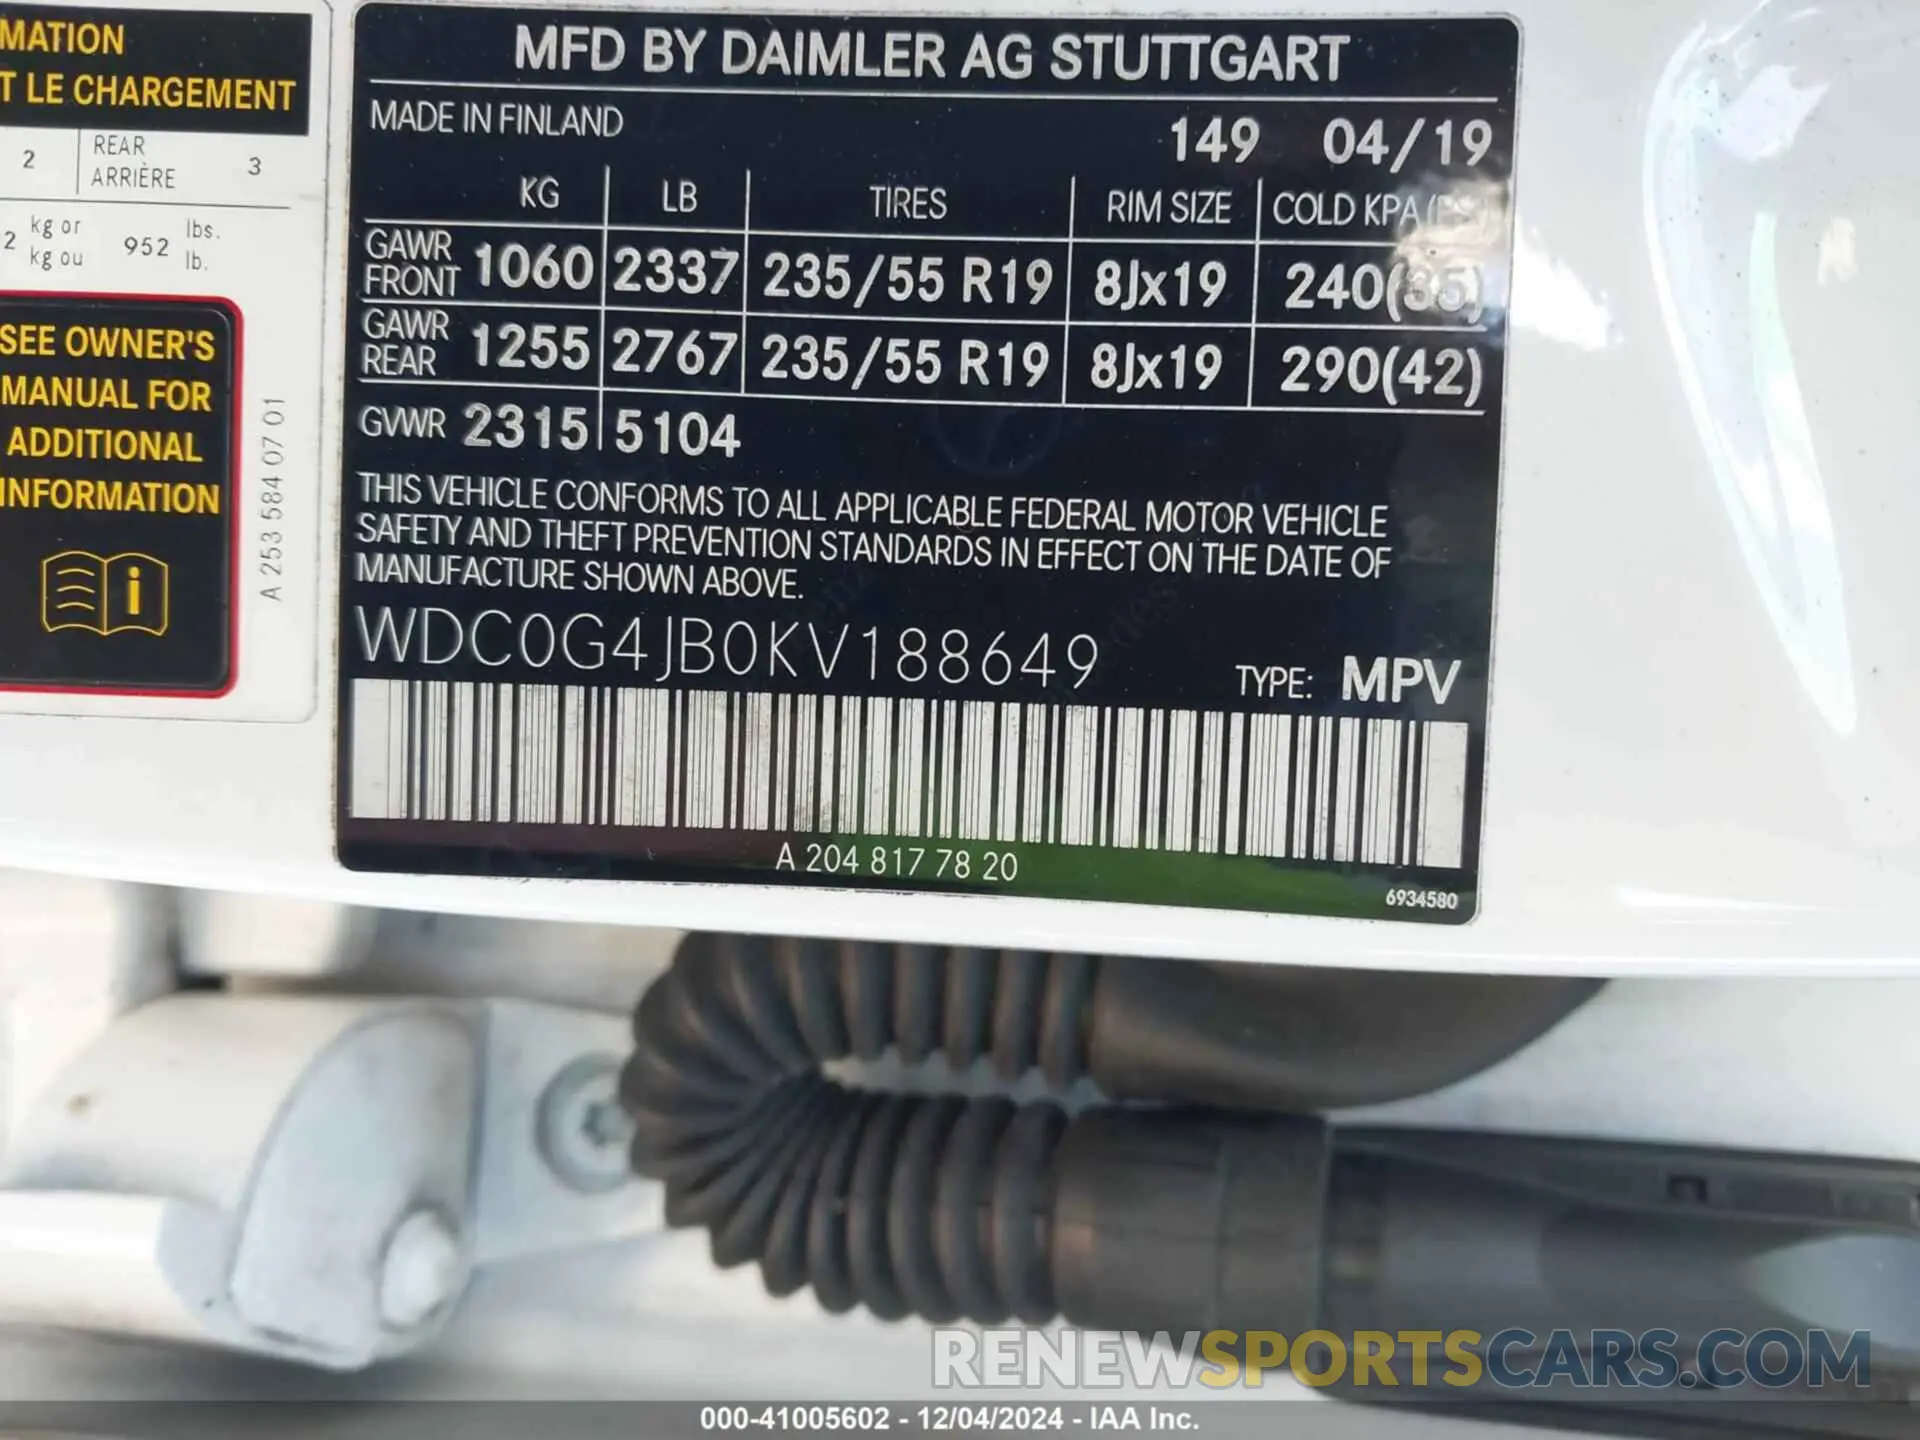 MATION
T LE CHARGEMENT
2 REAR ARRIÈRE 3
2 kg or kg ou 952 lbs. lb.
SEE OWNER'S
MANUAL FOR
ADDITIONAL
INFORMATION
i
A 253 584 07 01
MFD BY DAIMLER AG STUTTGART
MADE IN FINLAND 149 04/19
KG LB TIRES RIM SIZE COLD KPA
GAWR FRONT 1060 2337 235/55 R19 8Jx19 240(35)
GAWR REAR 1255 2767 235/55 R19 8Jx19 290(42)
GVWR 2315 5104
THIS VEHICLE CONFORMS TO ALL APPLICABLE FEDERAL MOTOR VEHICLE
SAFETY AND THEFT PREVENTION STANDARDS IN EFFECT ON THE DATE OF
MANUFACTURE SHOWN ABOVE.
WDC0G4JB0KV188649 TYPE: MPV
A 204 817 78 20
6934580
RENEWSPORTSCARS.COM
000-41005602 - 12/04/2024 - IAA Inc.